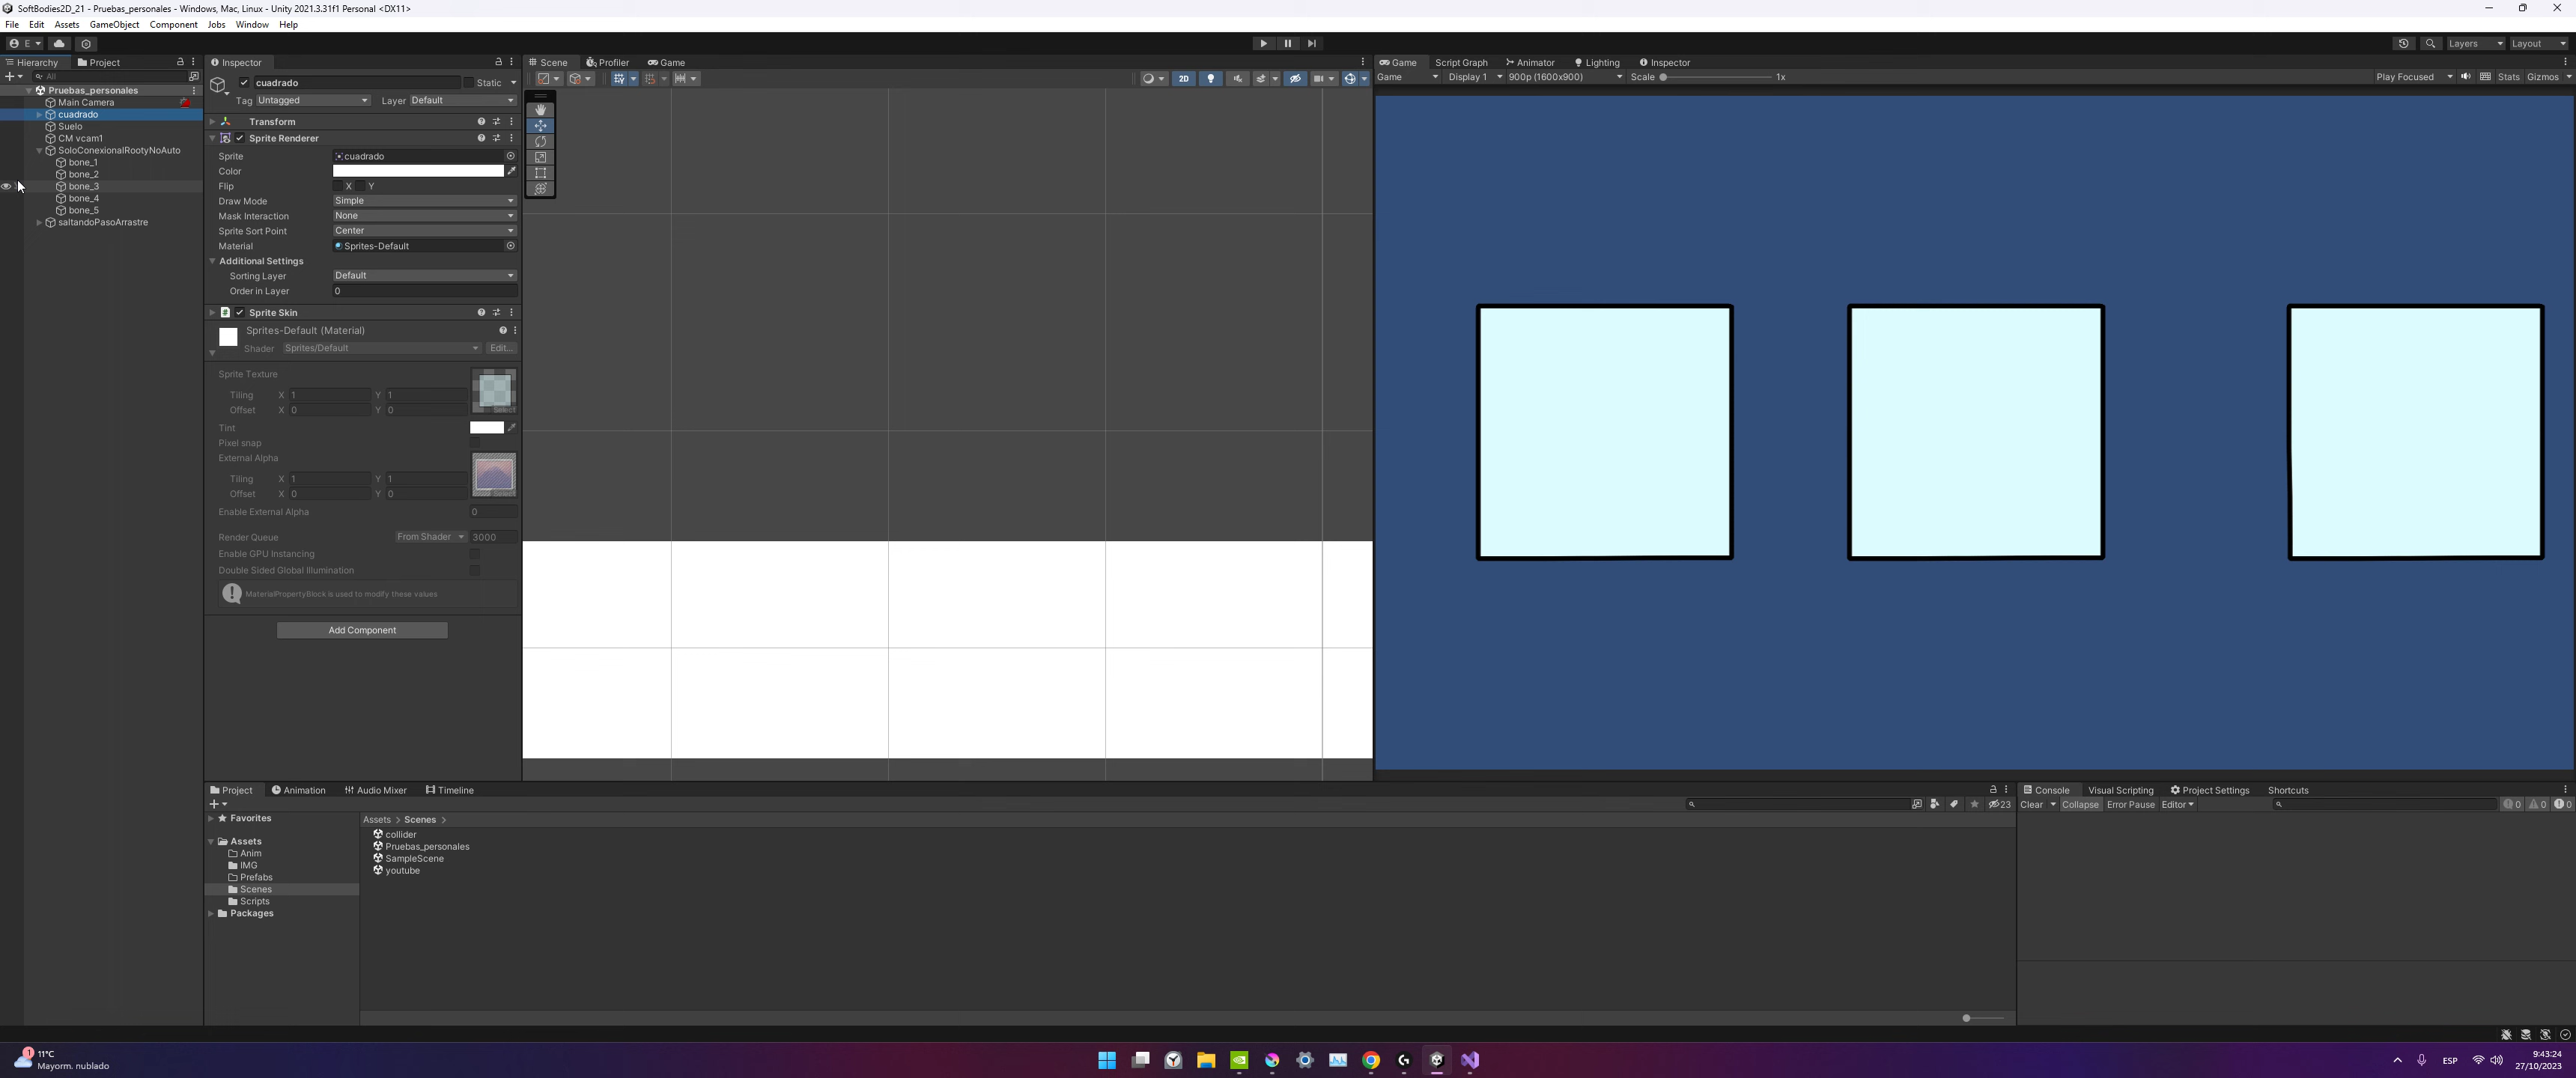 SoftBodies2D_21 - Pruebas_personales - Windows, Mac, Linux - Unity 2021.3.31f1 Personal <DX11>
File Edit Assets GameObject Component Jobs Window Help
E Layers Layout
Hierarchy Project
All
Pruebas_personales
Main Camera
cuadrado
Suelo
CM vcam1
SoloConexionalRootyNoAuto
bone_1
bone_2
bone_3
bone_4
bone_5
saltandoPasoArrastre
Inspector
cuadrado Static
Tag Untagged Layer Default
Transform
Sprite Renderer
Sprite cuadrado
Color
Flip X Y
Draw Mode Simple
Mask Interaction None
Sprite Sort Point Center
Material Sprites-Default
Additional Settings
Sorting Layer Default
Order in Layer 0
Sprite Skin
Sprites-Default (Material)
Shader Sprites/Default Edit...
Sprite Texture
Tiling X 1 Y 1
Offset X 0 Y 0
Select
Tint
Pixel snap
External Alpha
Tiling X 1 Y 1
Offset X 0 Y 0
Select
Enable External Alpha 0
Render Queue From Shader 3000
Enable GPU Instancing
Double Sided Global Illumination
MaterialPropertyBlock is used to modify these values
Add Component
Scene Profiler Game
2D
Game Script Graph Animator Lighting Inspector
Game Display 1 900p (1600x900) Scale 1x Play Focused Stats Gizmos
Project Animation Audio Mixer Timeline
23
Favorites
Assets
Anim
IMG
Prefabs
Scenes
Scripts
Packages
Assets > Scenes >
collider
Pruebas_personales
SampleScene
youtube
Console Visual Scripting Project Settings Shortcuts
Clear Collapse Error Pause Editor 0 0 0
1 11°C
Mayorm. nublado
ESP
9:43:24
27/10/2023